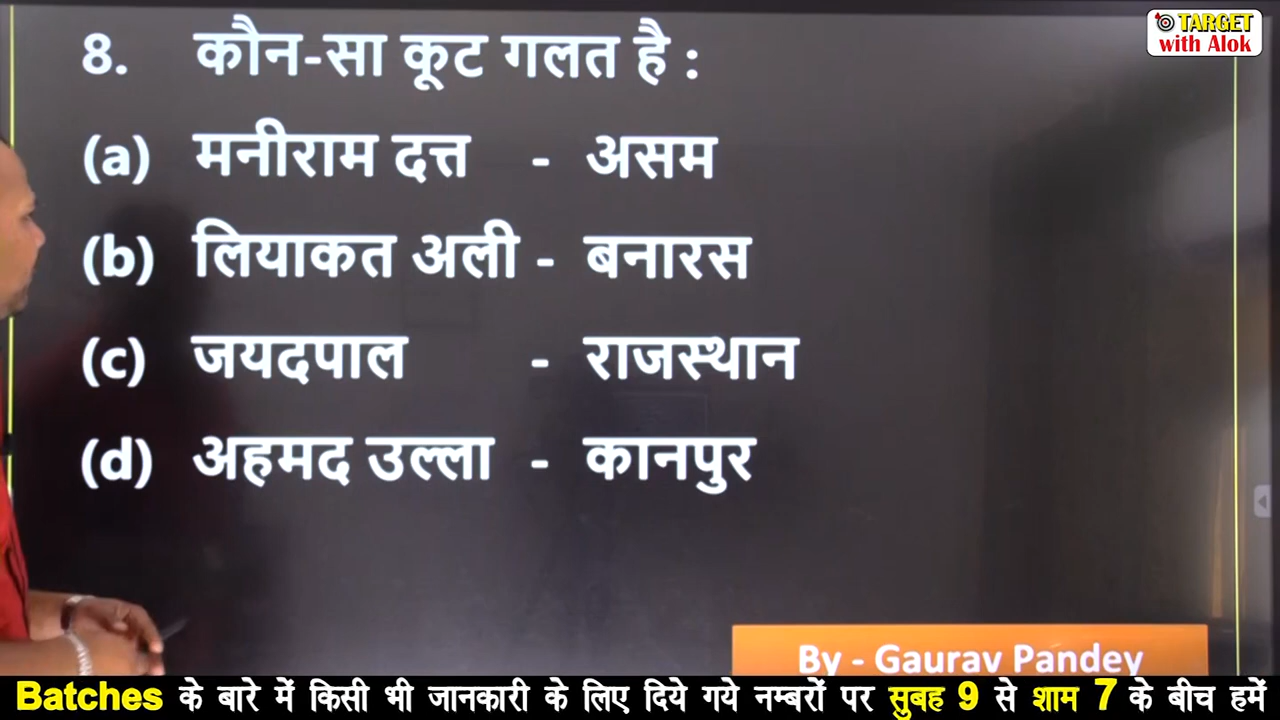 TARGET
with Alok
8. कौन-सा कूट गलत है :
(a) मनीराम दत्त - असम
(b) लियाकत अली - बनारस
(c) जयदपाल - राजस्थान
(d) अहमद उल्ला - कानपुर
By - Gaurav Pandey
Batches के बारे में किसी भी जानकारी के लिए दिये गये नम्बरों पर सुबह 9 से शाम 7 के बीच हमें